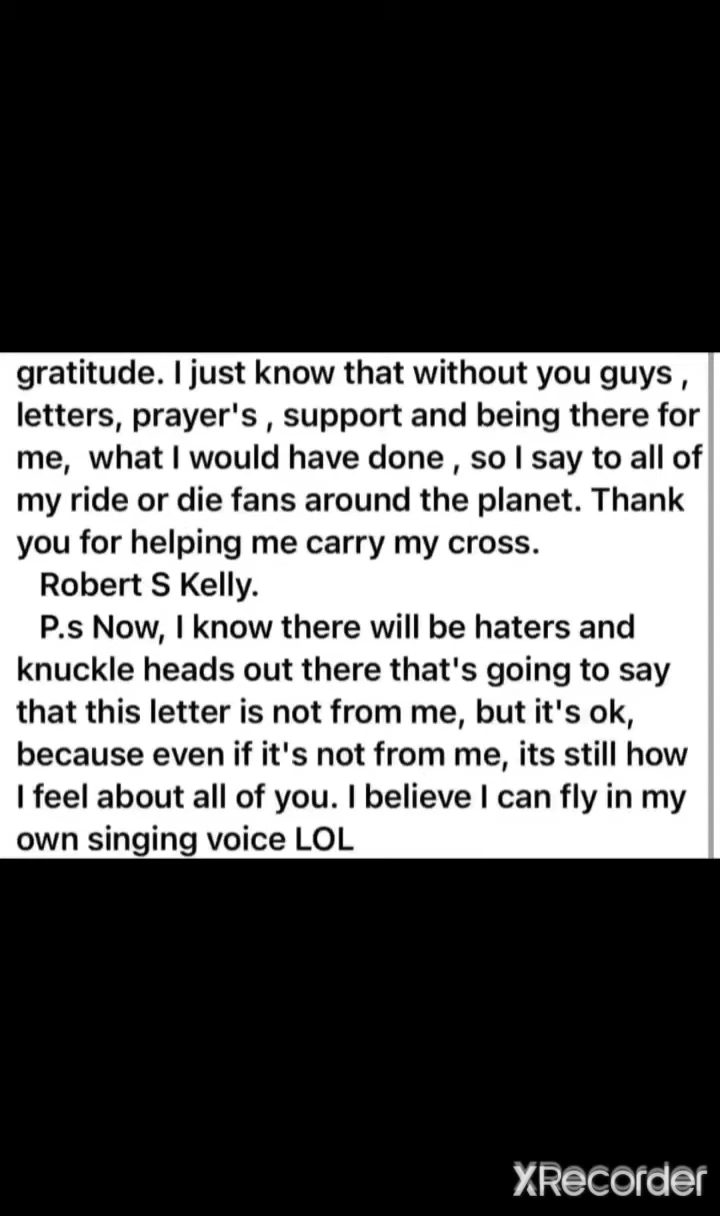 gratitude. I just know that without you guys ,
letters, prayer's , support and being there for
me,  what I would have done , so I say to all of
my ride or die fans around the planet. Thank
you for helping me carry my cross.
Robert S Kelly.
P.s Now, I know there will be haters and
knuckle heads out there that's going to say
that this letter is not from me, but it's ok,
because even if it's not from me, its still how
I feel about all of you. I believe I can fly in my
own singing voice LOL
XRecorder